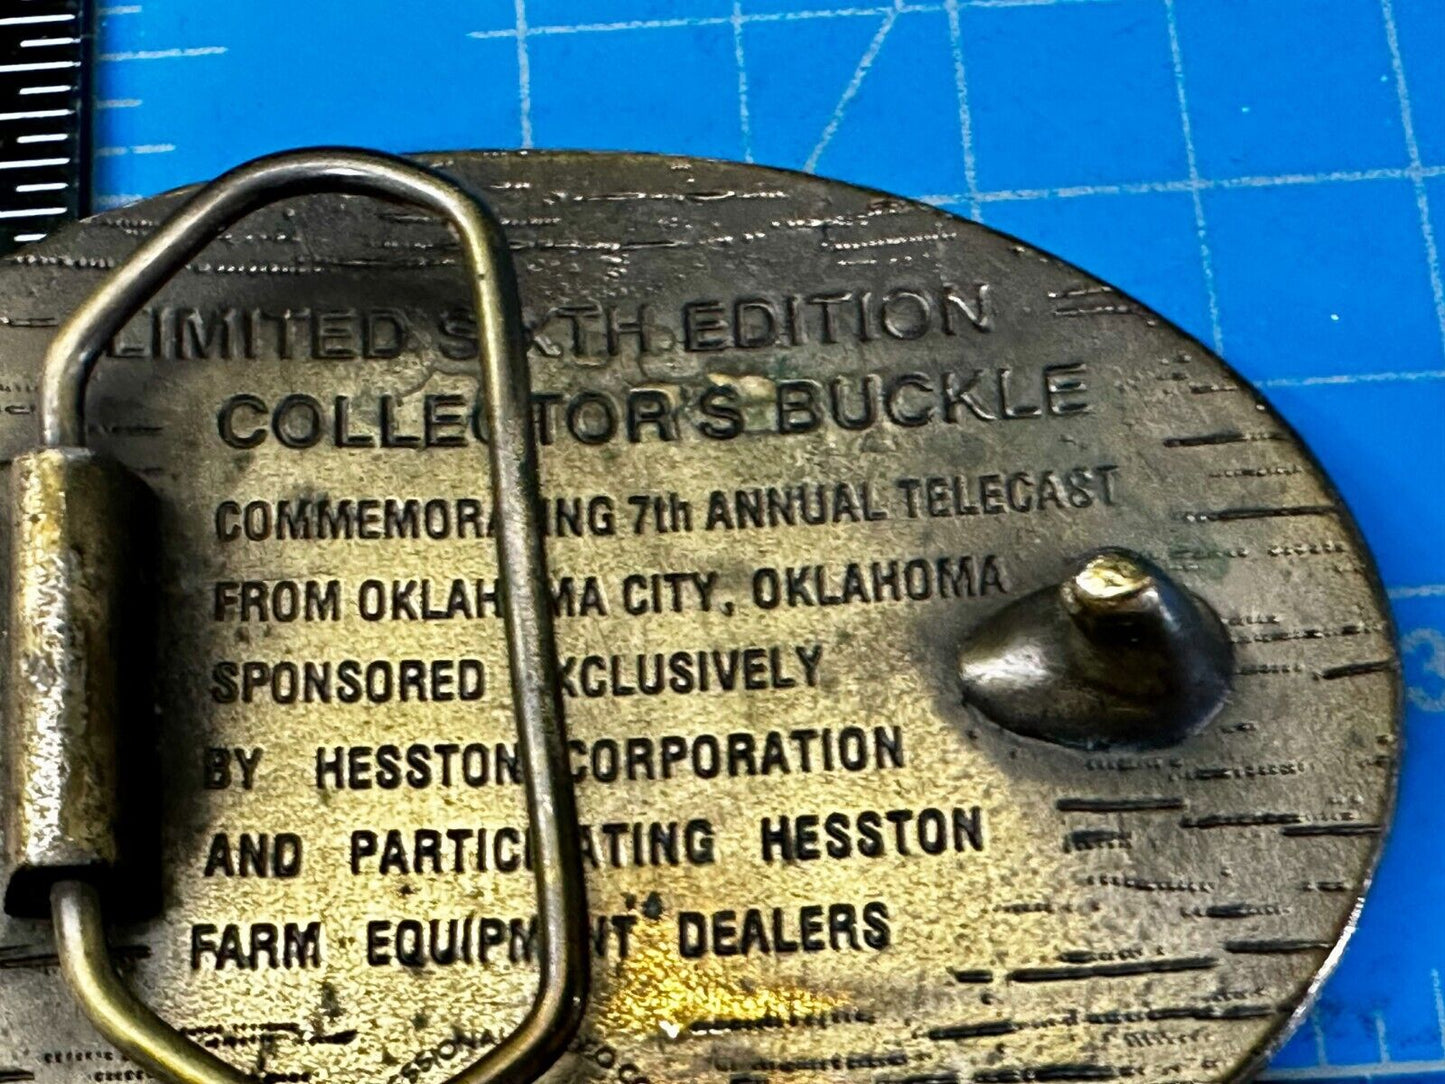 LIMITED SIXTH EDITION
COLLECTOR'S BUCKLE
COMMEMORATING 7th ANNUAL TELECAST
FROM OKLAHOMA CITY, OKLAHOMA
SPONSORED EXCLUSIVELY
BY HESSTON CORPORATION
AND PARTICIPATING HESSTON
FARM EQUIPMENT DEALERS
3